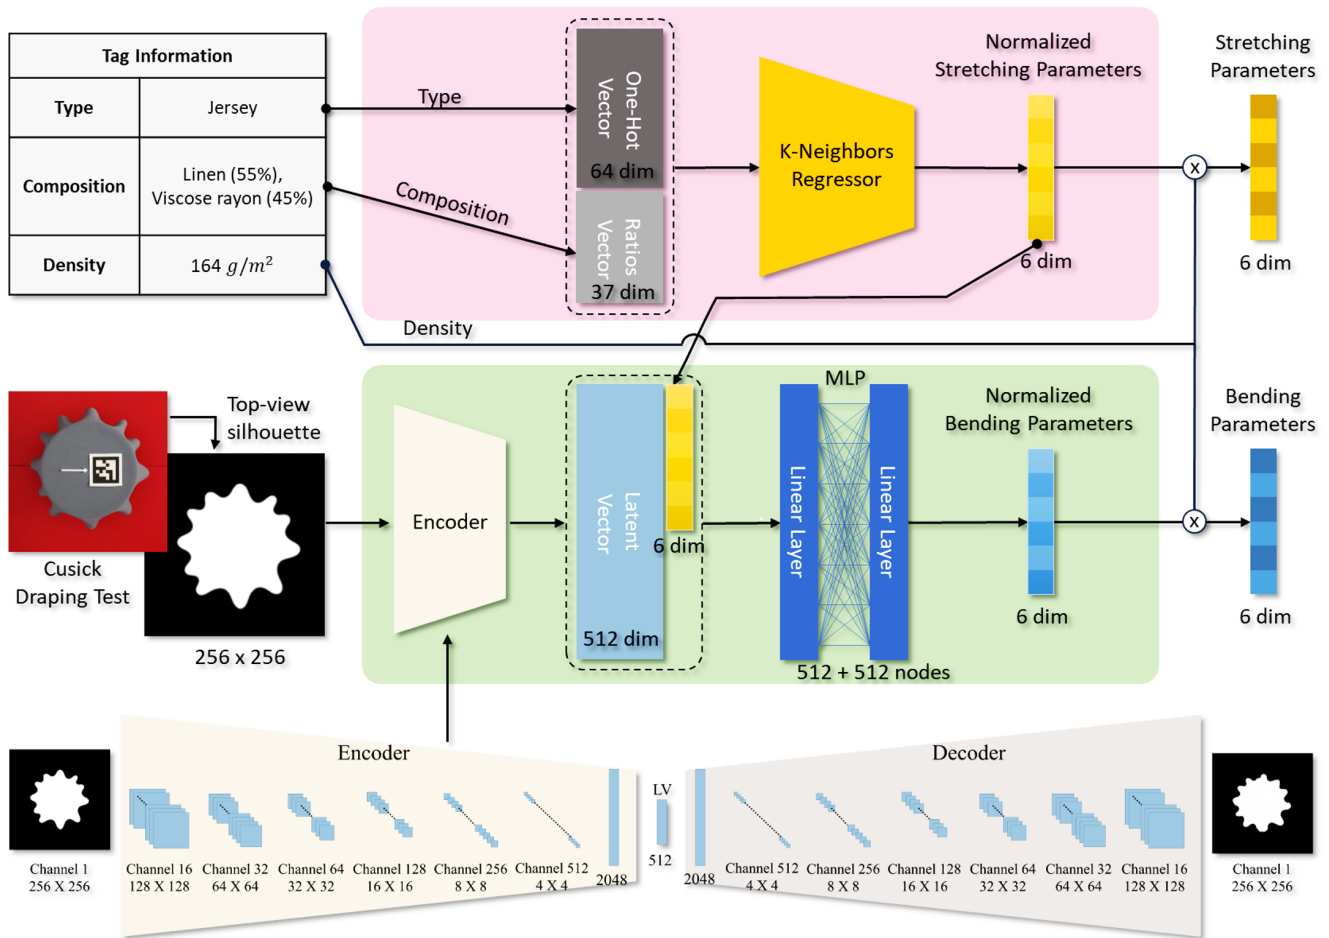 Tag Information
Type
Jersey
Composition
Linen (55%),
Viscose rayon (45%)
Density
164 g/m²
Type
Composition
Density
One-Hot
Vector
64 dim
Ratios
Vector
37 dim
K-Neighbors
Regressor
Normalized
Stretching Parameters
6 dim
x
Stretching
Parameters
6 dim
Top-view
silhouette
Cusick
Draping Test
256 x 256
Encoder
Latent
Vector
512 dim
6 dim
MLP
Linear Layer
Linear Layer
512 + 512 nodes
Normalized
Bending Parameters
6 dim
x
Bending
Parameters
6 dim
Encoder
Channel 1
256 X 256
Channel 16
128 X 128
Channel 32
64 X 64
Channel 64
32 X 32
Channel 128
16 X 16
Channel 256
8 X 8
Channel 512
4 X 4
2048
LV
512
Decoder
2048
Channel 512
4 X 4
Channel 256
8 X 8
Channel 128
16 X 16
Channel 64
32 X 32
Channel 32
64 X 64
Channel 16
128 X 128
Channel 1
256 X 256